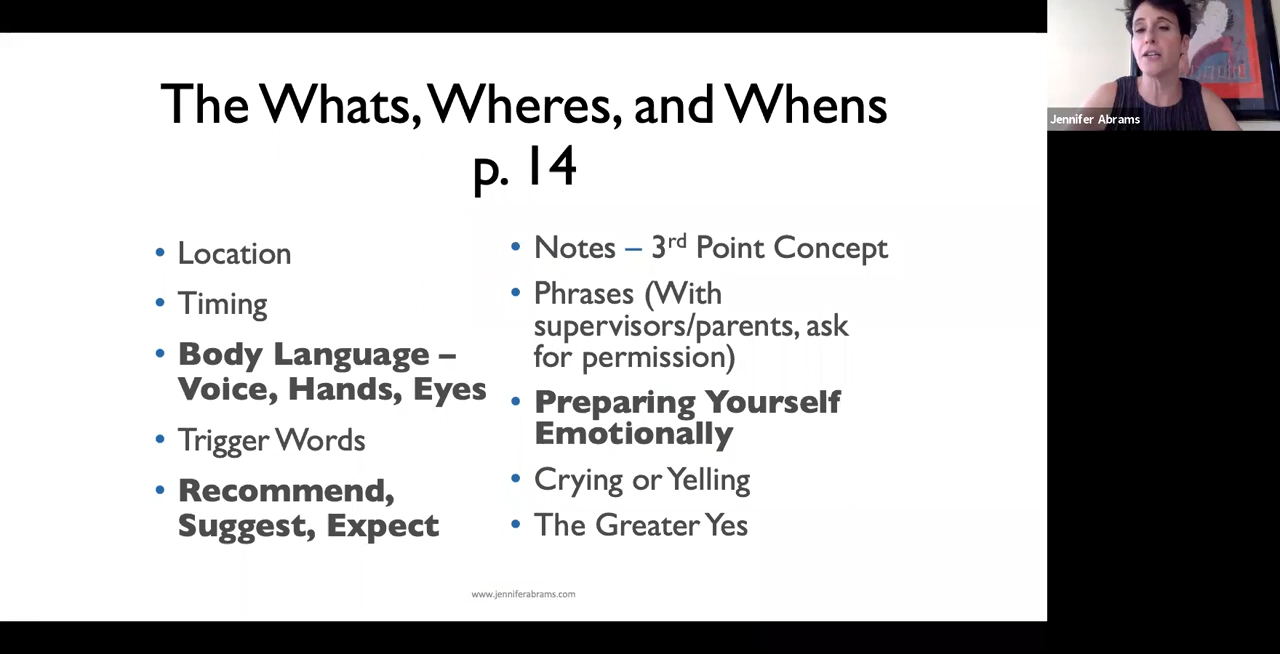 The Whats, Wheres, and Whens
p. 14
• Location
• Timing
• Body Language –
Voice, Hands, Eyes
• Trigger Words
• Recommend,
Suggest, Expect
• Notes – 3rd Point Concept
• Phrases (With
supervisors/parents, ask
for permission)
• Preparing Yourself
Emotionally
• Crying or Yelling
• The Greater Yes
www.jenniferabrams.com
Jennifer Abrams